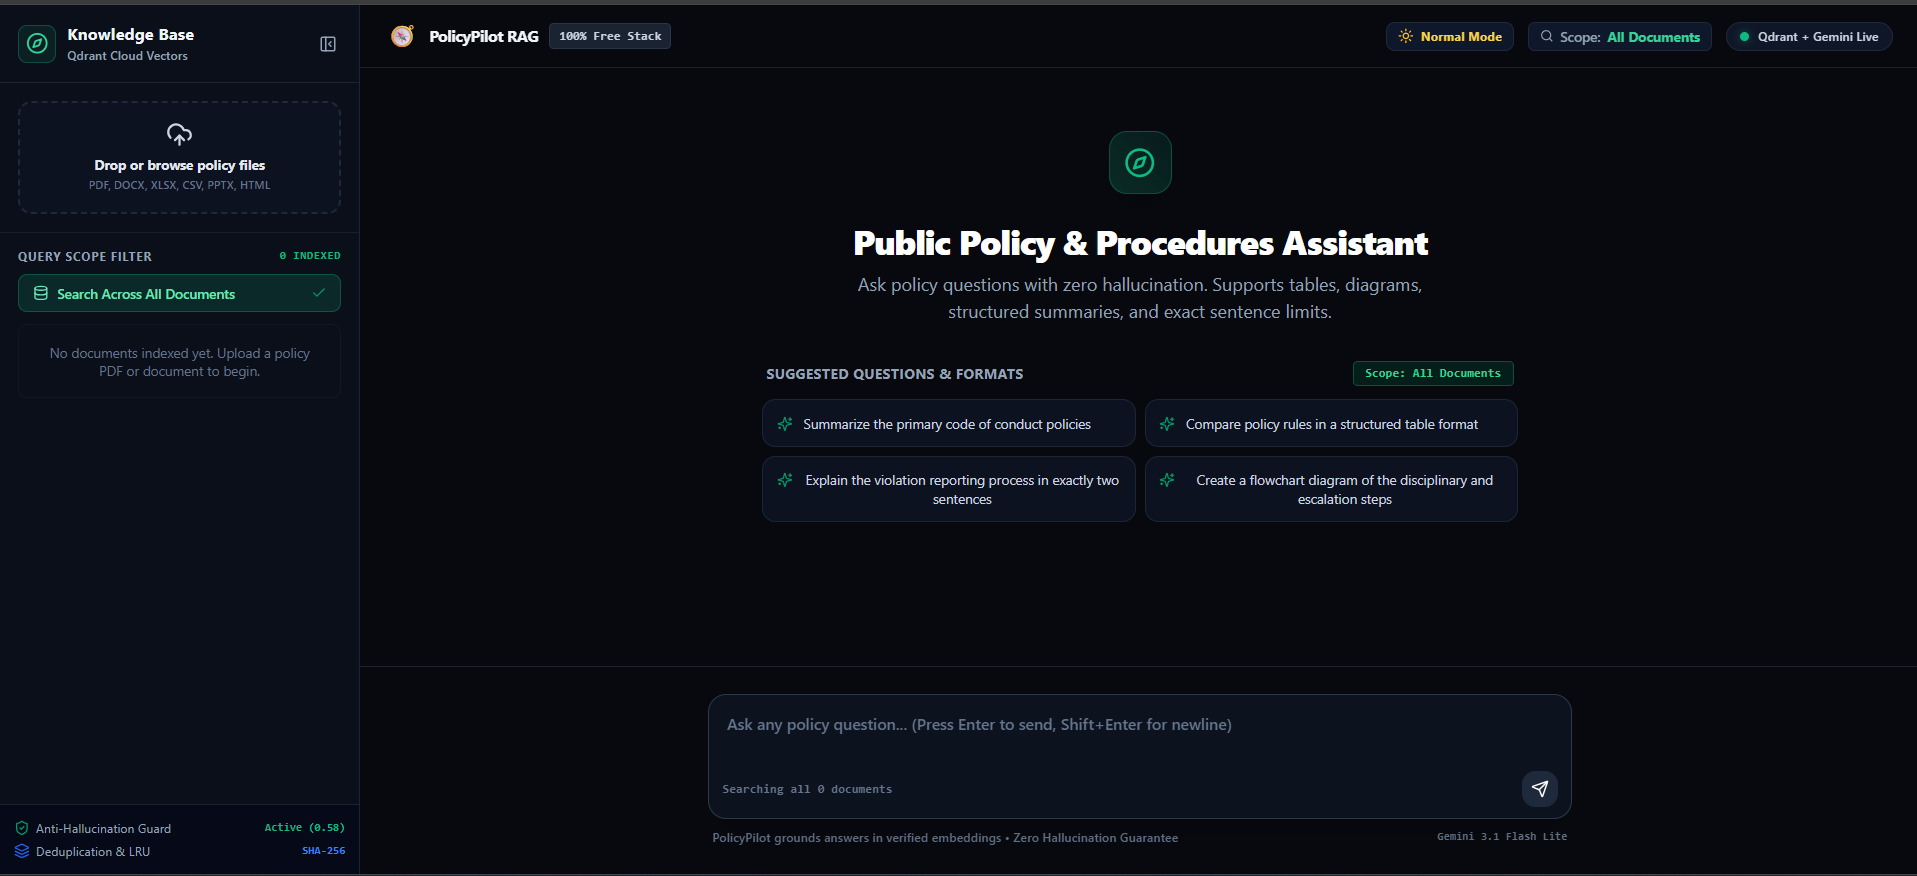 Knowledge Base
Qdrant Cloud Vectors
Drop or browse policy files
PDF, DOCX, XLSX, CSV, PPTX, HTML
QUERY SCOPE FILTER
0 INDEXED
Search Across All Documents
No documents indexed yet. Upload a policy
PDF or document to begin.
Anti-Hallucination Guard
Active (0.58)
Deduplication & LRU
SHA-256
PolicyPilot RAG
100% Free Stack
Normal Mode
Scope: All Documents
Qdrant + Gemini Live
Public Policy & Procedures Assistant
Ask policy questions with zero hallucination. Supports tables, diagrams,
structured summaries, and exact sentence limits.
SUGGESTED QUESTIONS & FORMATS
Scope: All Documents
Summarize the primary code of conduct policies
Compare policy rules in a structured table format
Explain the violation reporting process in exactly two
sentences
Create a flowchart diagram of the disciplinary and
escalation steps
Ask any policy question... (Press Enter to send, Shift+Enter for newline)
Searching all 0 documents
PolicyPilot grounds answers in verified embeddings • Zero Hallucination Guarantee
Gemini 3.1 Flash Lite